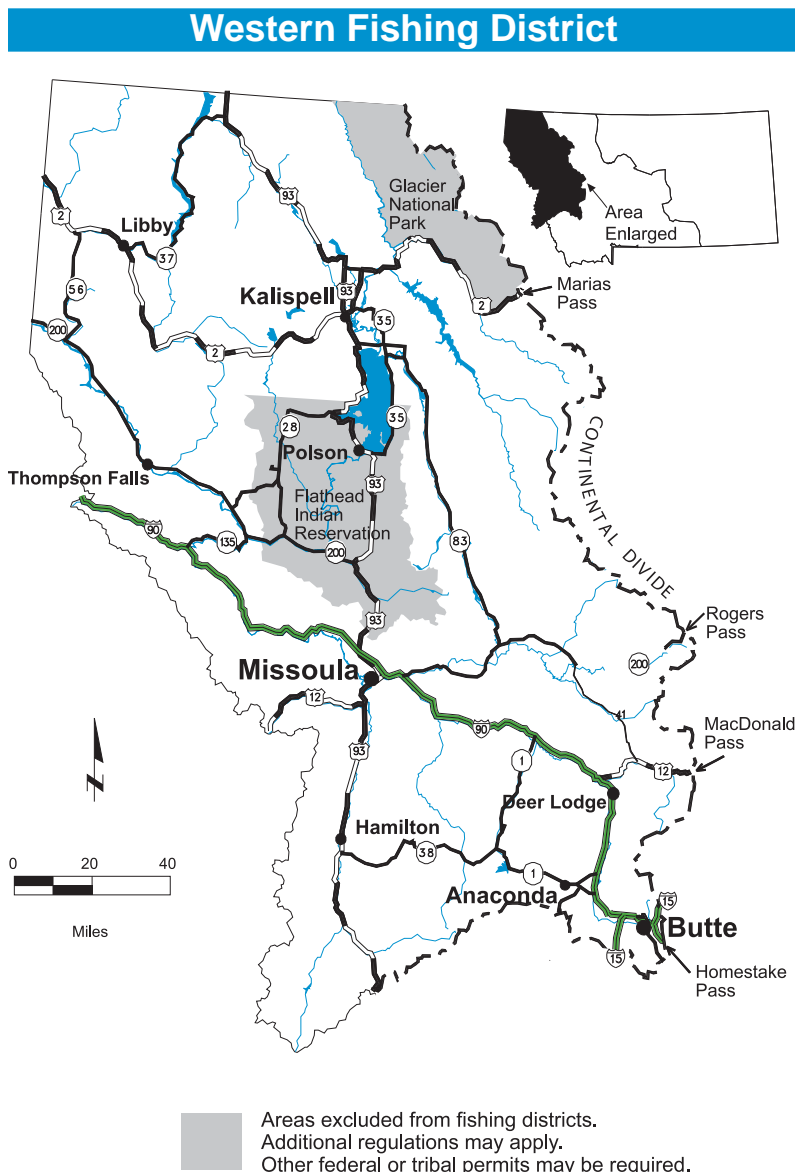 Western Fishing District
93
Glacier
National
Park
Area
Enlarged
2
Libby
37
Marias
Pass
56
Kalispell
93
2
35
200
2
CONTINENTAL DIVIDE
28
35
Polson
Thompson Falls
93
Flathead
Indian
Reservation
90
135
200
83
93
Rogers
Pass
200
Missoula
12
41
MacDonald
Pass
93
90
1
12
Deer Lodge
Hamilton
38
0 20 40
Miles
1
Anaconda
15
Butte
15
Homestake
Pass
N
Areas excluded from fishing districts.
Additional regulations may apply.
Other federal or tribal permits may be required.